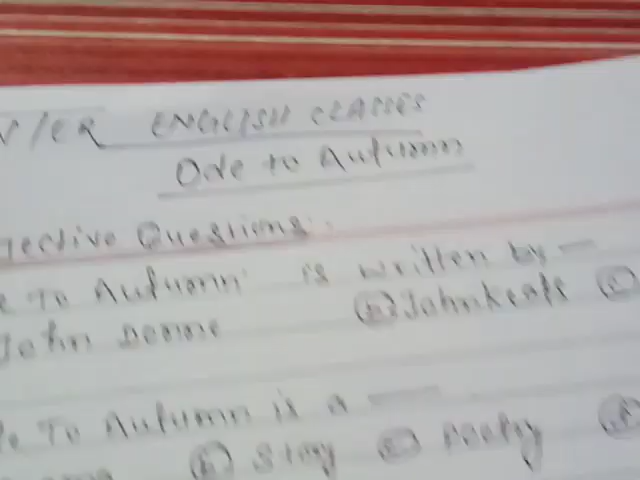 ENGLISH CLASSES
Ode to Autumn
ective Questions:
To Autumn is written by —
John Donne (b) John Keats (c)
To Autumn is a —
(b) Stoy (c) Poetry